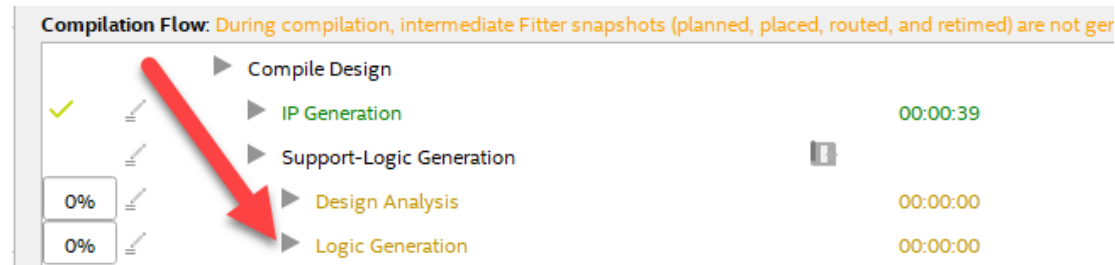 Compilation Flow: During compilation, intermediate Fitter snapshots (planned, placed, routed, and retimed) are not
Compile Design
IP Generation 00:00:39
Support-Logic Generation
0% Design Analysis 00:00:00
0% Logic Generation 00:00:00